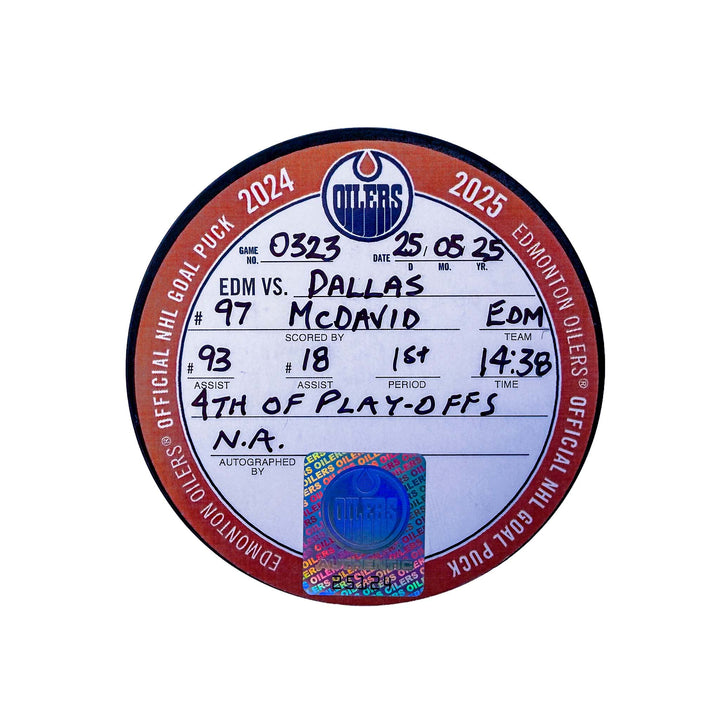 2024 2025
OFFICIAL NHL GOAL PUCK
EDMONTON OILERS®
EDMONTON OILERS® OFFICIAL NHL GOAL PUCK
OILERS
GAME NO. 0323 DATE 25/05/25
D MO. YR.
EDM VS. DALLAS
# 97 McDAVID EDM
SCORED BY TEAM
# 93 # 18 1st 14:38
ASSIST ASSIST PERIOD TIME
4TH OF PLAY-OFFS
N.A.
AUTOGRAPHED BY
OILERS
AUTHENTIC
25124